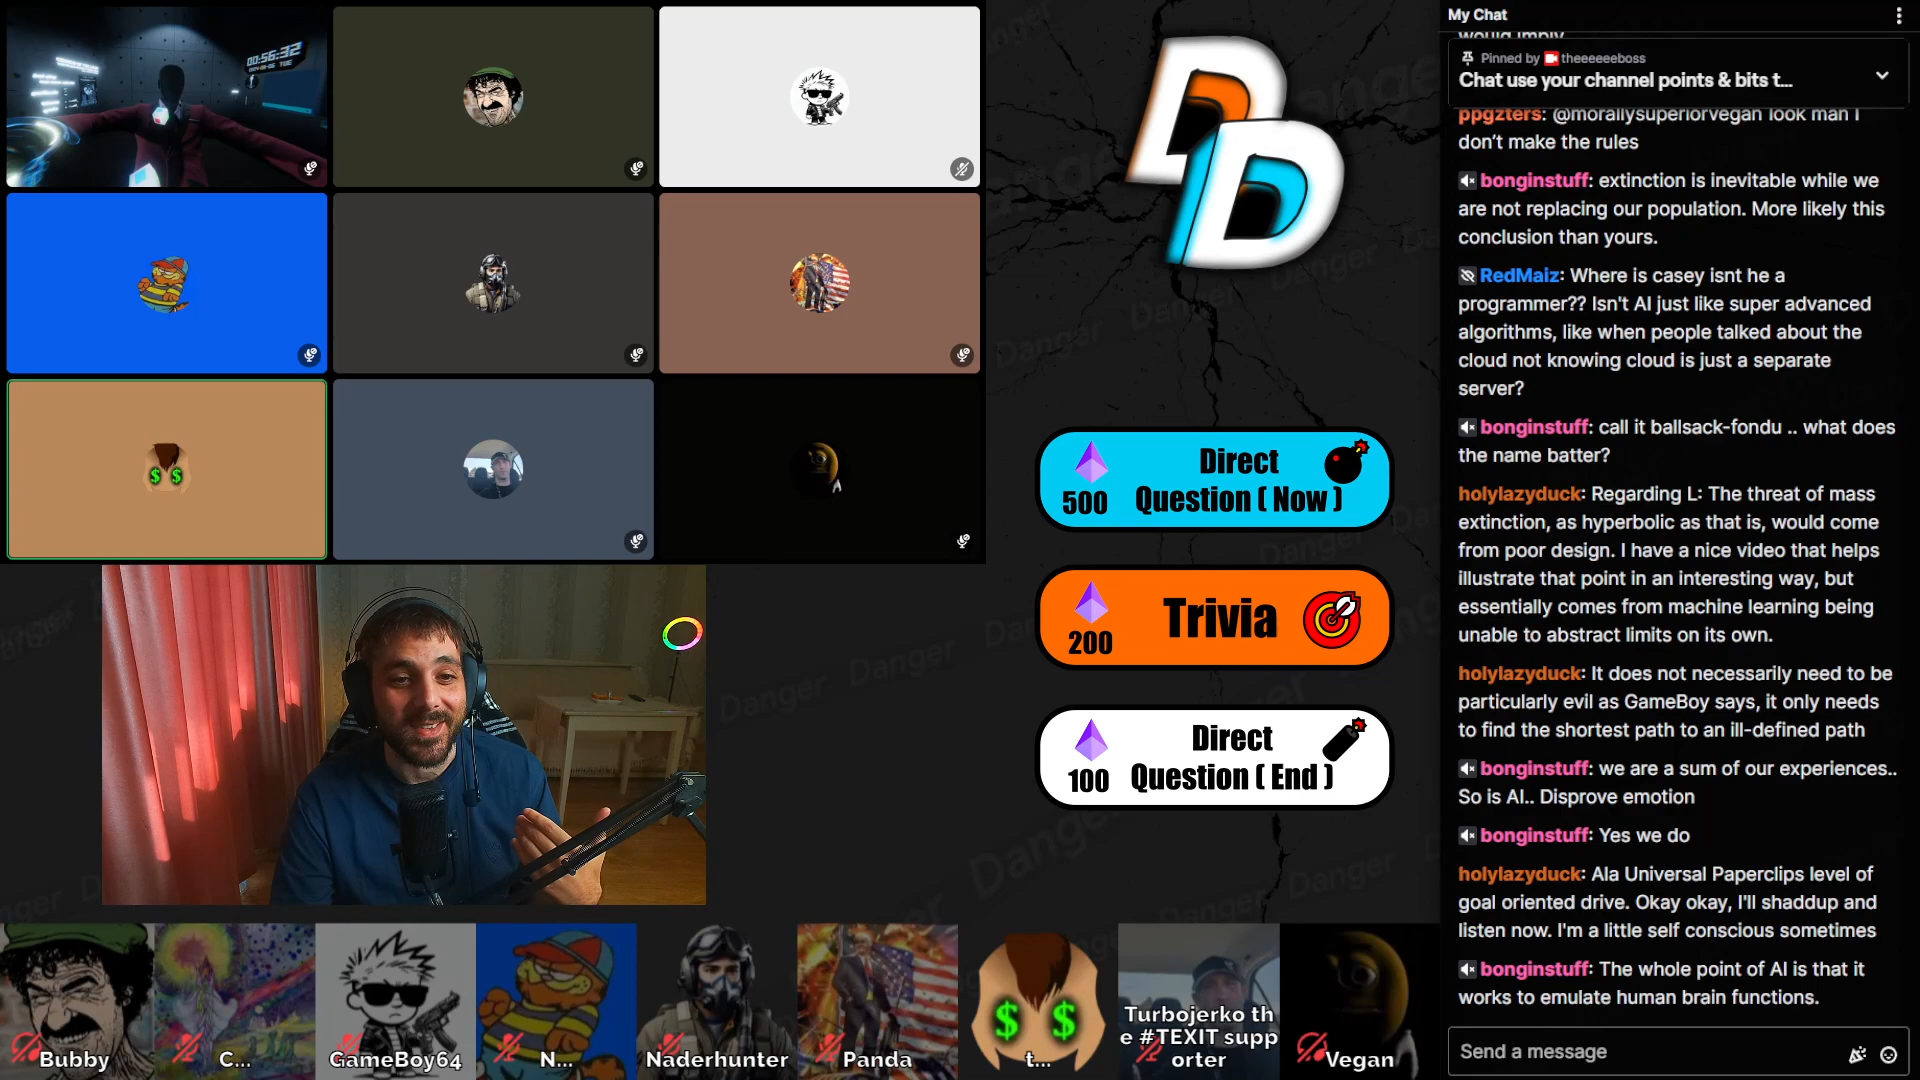 00:56:32
Direct
500
Question ( Now )
200
Trivia
Direct
100
Question ( End )
Danger
Bubby
C...
GameBoy64
N...
Naderhunter
Panda
t...
Turbojerko th
e #TEXIT supp
orter
Vegan
My Chat
would imply
Pinned by theeeeeeboss
Chat use your channel points & bits t...
ppgzters: @morallysuperiorvegan look man I
don't make the rules
bonginstuff: extinction is inevitable while we
are not replacing our population. More likely this
conclusion than yours.
RedMaiz: Where is casey isnt he a
programmer?? Isn't AI just like super advanced
algorithms, like when people talked about the
cloud not knowing cloud is just a separate
server?
bonginstuff: call it ballsack-fondu .. what does
the name batter?
holylazyduck: Regarding L: The threat of mass
extinction, as hyperbolic as that is, would come
from poor design. I have a nice video that helps
illustrate that point in an interesting way, but
essentially comes from machine learning being
unable to abstract limits on its own.
holylazyduck: It does not necessarily need to be
particularly evil as GameBoy says, it only needs
to find the shortest path to an ill-defined path
bonginstuff: we are a sum of our experiences..
So is AI.. Disprove emotion
bonginstuff: Yes we do
holylazyduck: Ala Universal Paperclips level of
goal oriented drive. Okay okay, I'll shaddup and
listen now. I'm a little self conscious sometimes
bonginstuff: The whole point of AI is that it
works to emulate human brain functions.
Send a message